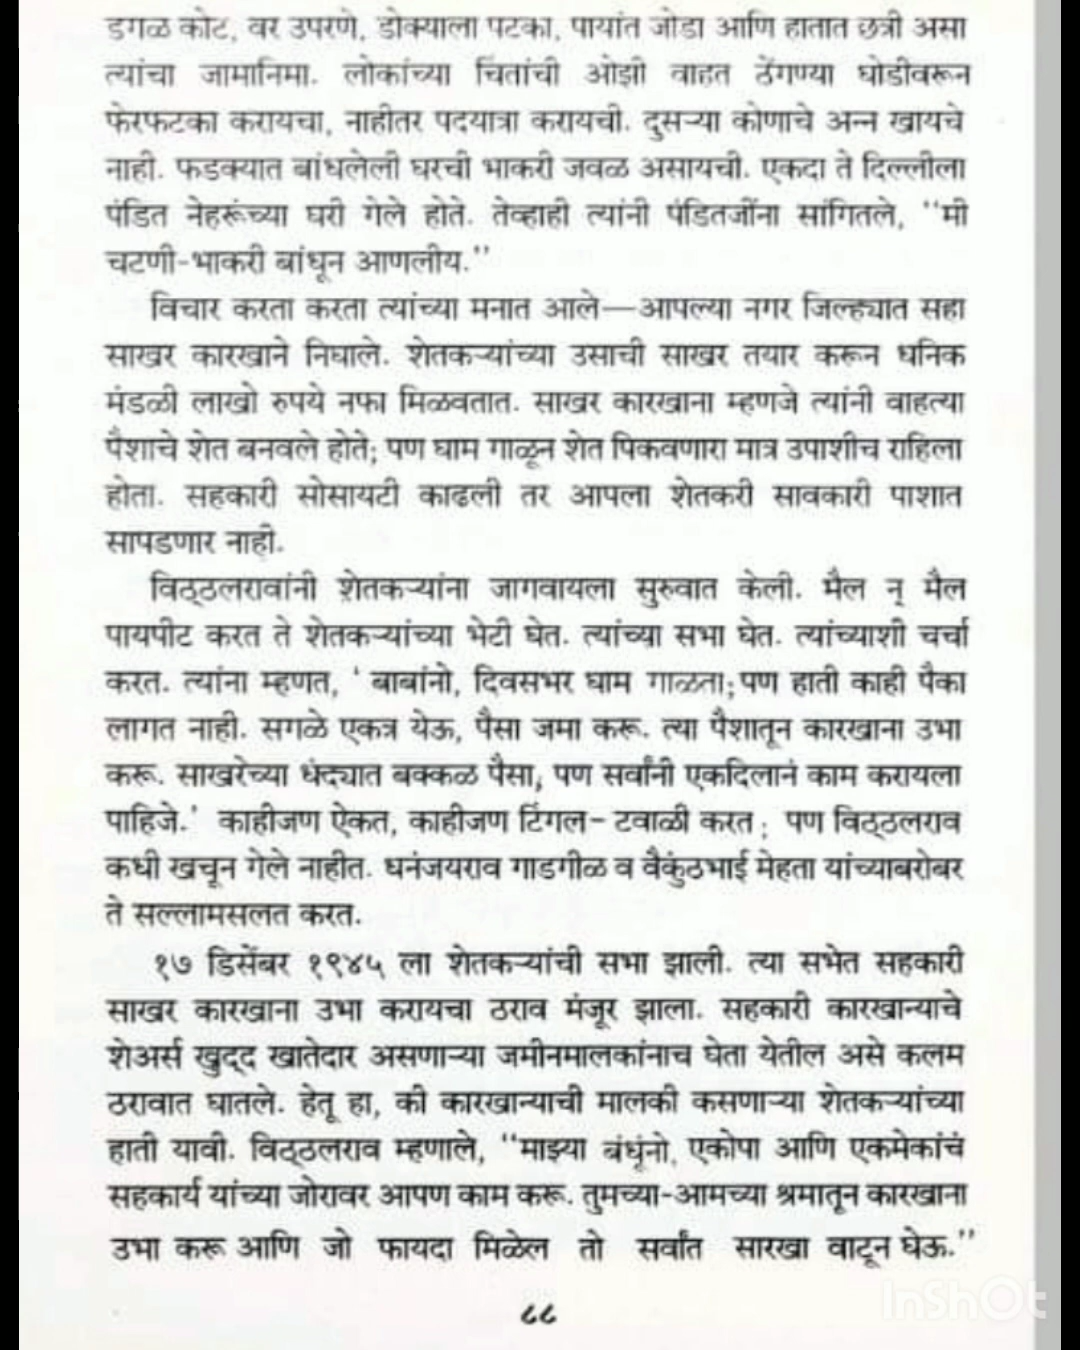 डगळ कोट, वर उपरणे, डोक्याला पटका, पायांत जोडा आणि हातात छत्री असा
त्यांचा जामानिमा. लोकांच्या चिंतांची ओझी वाहत ठेंगण्या घोडीवरून
फेरफटका करायचा, नाहीतर पदयात्रा करायची. दुसऱ्या कोणाचे अन्न खायचे
नाही. फडक्यात बांधलेली घरची भाकरी जवळ असायची. एकदा ते दिल्लीला
पंडित नेहरूंच्या घरी गेले होते. तेव्हाही त्यांनी पंडितजींना सांगितले, ''मी
चटणी-भाकरी बांधून आणलीय.''
विचार करता करता त्यांच्या मनात आले—आपल्या नगर जिल्ह्यात सहा
साखर कारखाने निघाले. शेतकऱ्यांच्या उसाची साखर तयार करून धनिक
मंडळी लाखो रुपये नफा मिळवतात. साखर कारखाना म्हणजे त्यांनी वाहत्या
पैशाचे शेत बनवले होते; पण घाम गाळून शेत पिकवणारा मात्र उपाशीच राहिला
होता. सहकारी सोसायटी काढली तर आपला शेतकरी सावकारी पाशात
सापडणार नाही.
विठ्ठलरावांनी शेतकऱ्यांना जागवायला सुरुवात केली. मैल न् मैल
पायपीट करत ते शेतकऱ्यांच्या भेटी घेत. त्यांच्या सभा घेत. त्यांच्याशी चर्चा
करत. त्यांना म्हणत, ' बाबांनो, दिवसभर घाम गाळता; पण हाती काही पैका
लागत नाही. सगळे एकत्र येऊ, पैसा जमा करू. त्या पैशातून कारखाना उभा
करू. साखरेच्या धंद्यात बक्कळ पैसा, पण सर्वांनी एकदिलानं काम करायला
पाहिजे.' काहीजण ऐकत, काहीजण टिंगल- टवाळी करत ; पण विठ्ठलराव
कधी खचून गेले नाहीत. धनंजयराव गाडगीळ व वैकुंठभाई मेहता यांच्याबरोबर
ते सल्लामसलत करत.
१७ डिसेंबर १९४५ ला शेतकऱ्यांची सभा झाली. त्या सभेत सहकारी
साखर कारखाना उभा करायचा ठराव मंजूर झाला. सहकारी कारखान्याचे
शेअर्स खुद्द खातेदार असणाऱ्या जमीनमालकांनाच घेता येतील असे कलम
ठरावात घातले. हेतू हा, की कारखान्याची मालकी कसणाऱ्या शेतकऱ्यांच्या
हाती यावी. विठ्ठलराव म्हणाले, ''माझ्या बंधूंनो, एकोपा आणि एकमेकांचं
सहकार्य यांच्या जोरावर आपण काम करू. तुमच्या-आमच्या श्रमातून कारखाना
उभा करू आणि जो फायदा मिळेल तो सर्वांत सारखा वाटून घेऊ.''
८८
InShOt